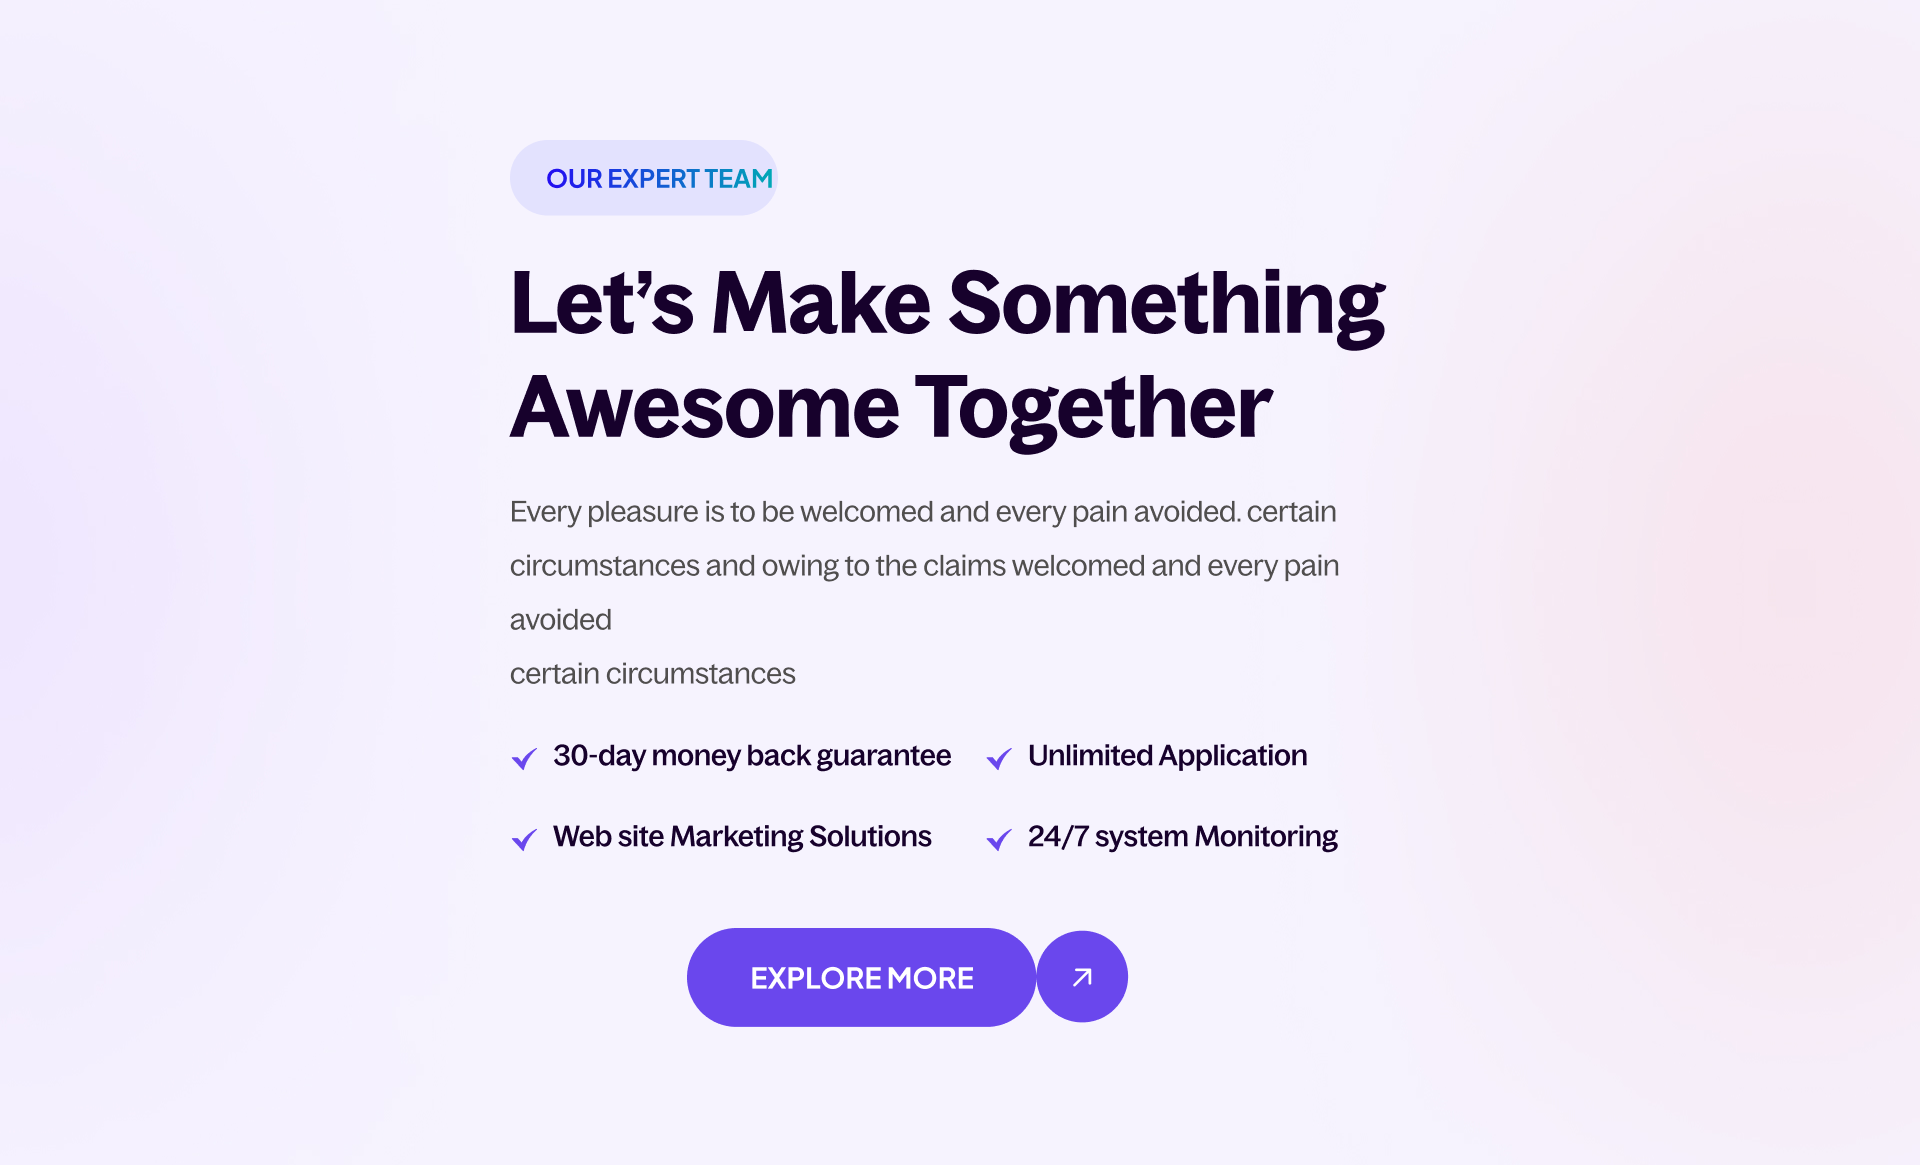 OUR EXPERT TEAM
Let’s Make Something
Awesome Together
Every pleasure is to be welcomed and every pain avoided. certain
circumstances and owing to the claims welcomed and every pain
avoided
certain circumstances
30-day money back guarantee
Unlimited Application
Web site Marketing Solutions
24/7 system Monitoring
EXPLORE MORE